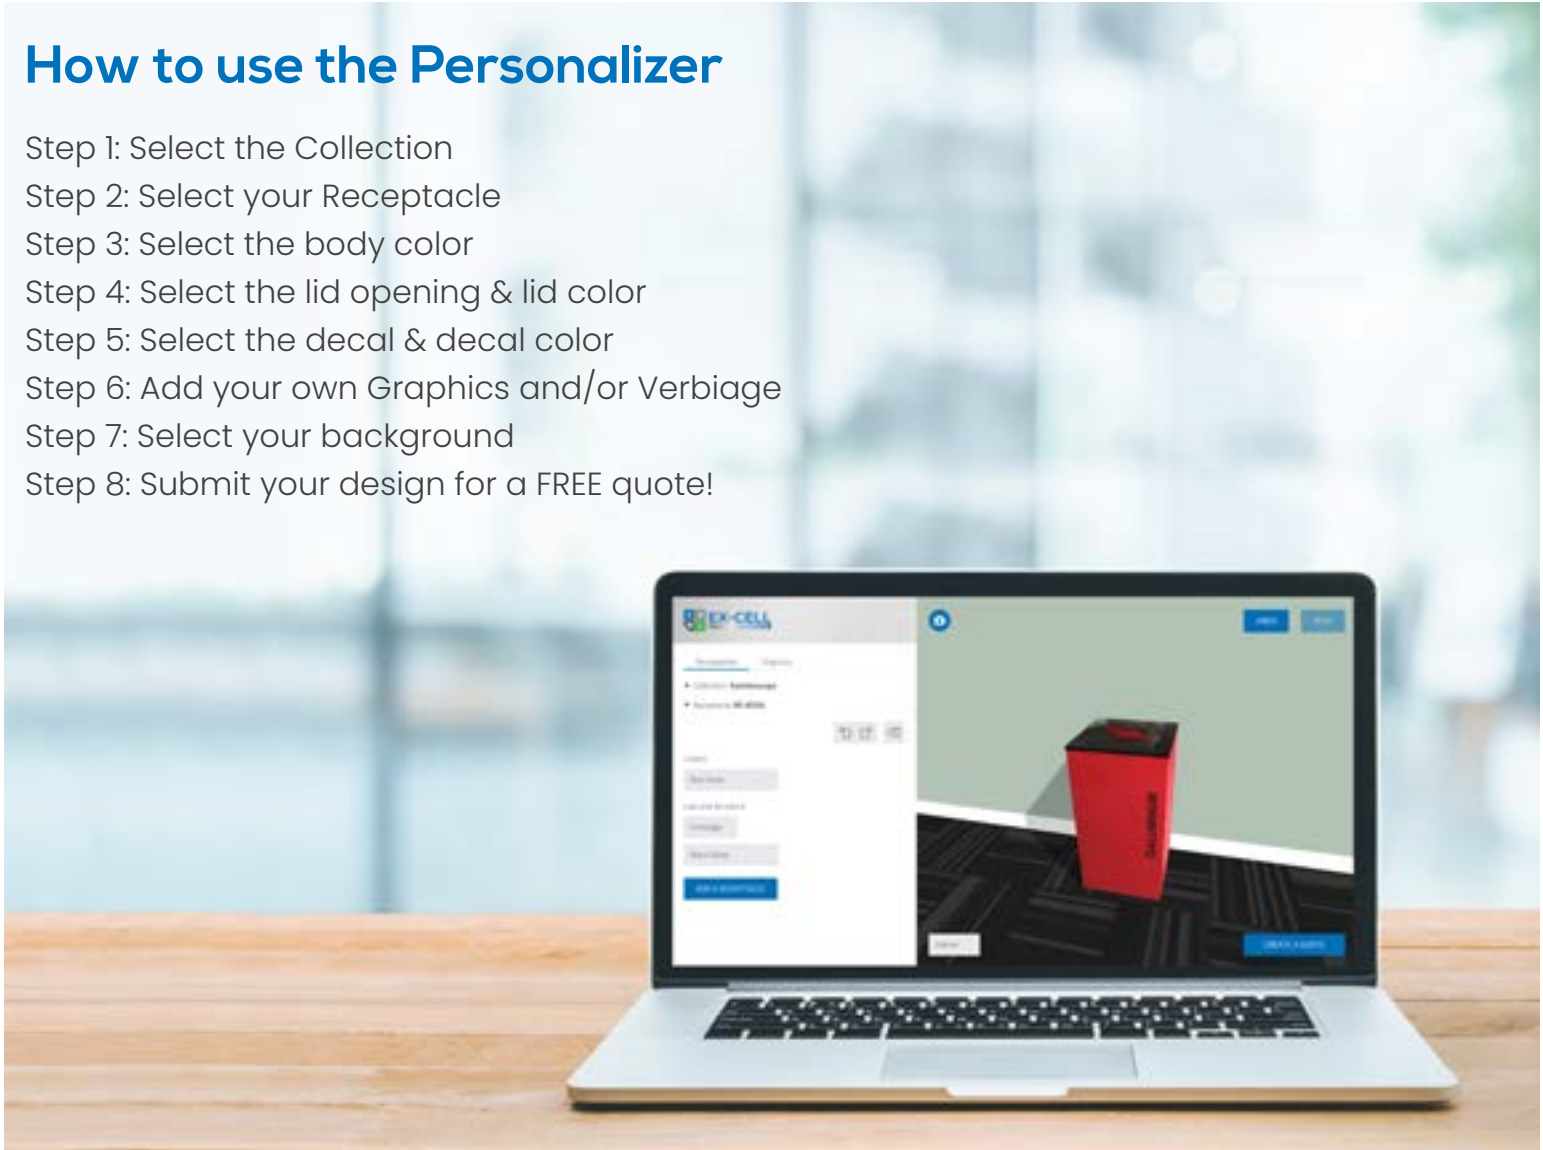 How to use the Personalizer
Step 1: Select the Collection
Step 2: Select your Receptacle
Step 3: Select the body color
Step 4: Select the lid opening & lid color
Step 5: Select the decal & decal color
Step 6: Add your own Graphics and/or Verbiage
Step 7: Select your background
Step 8: Submit your design for a FREE quote!
EX-CELL